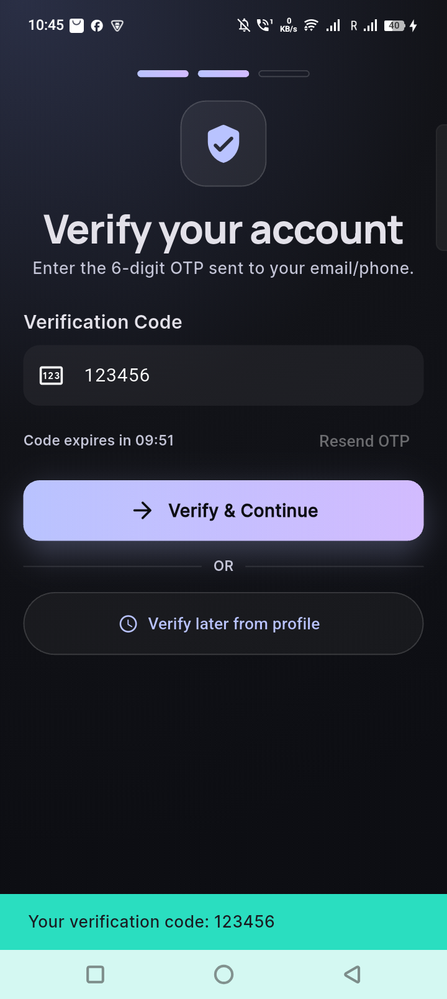 10:45
0
KB/s
R
40
Verify your account
Enter the 6-digit OTP sent to your email/phone.
Verification Code
123
123456
Code expires in 09:51
Resend OTP
Verify & Continue
OR
Verify later from profile
Your verification code: 123456